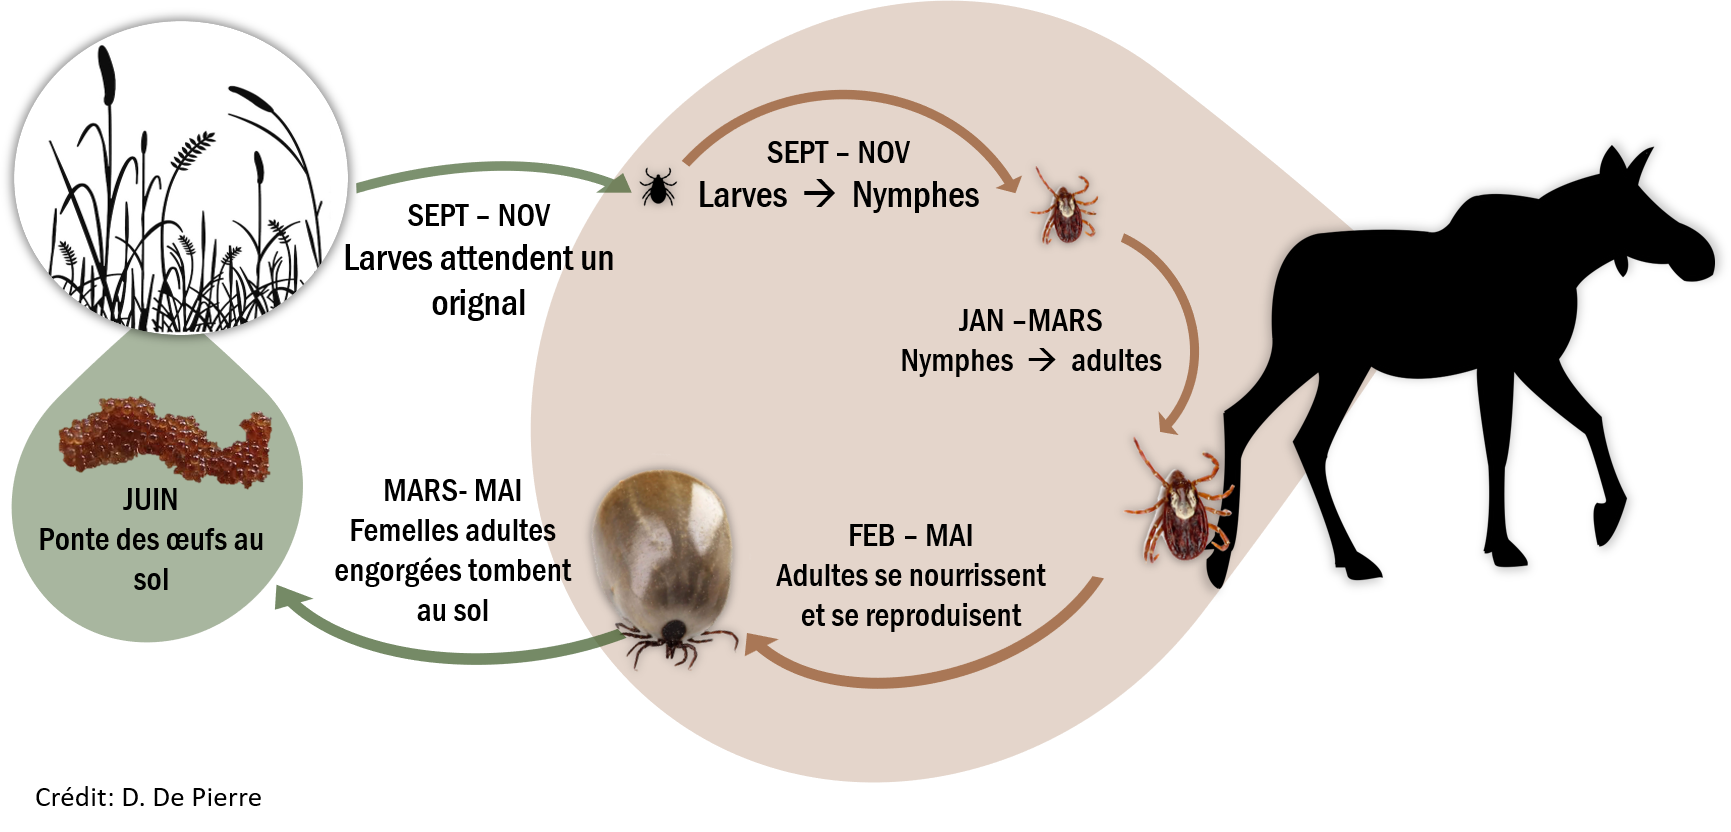 SEPT – NOV
Larves attendent un
orignal
SEPT – NOV
Larves → Nymphes
JAN –MARS
Nymphes → adultes
FEB – MAI
Adultes se nourrissent
et se reproduisent
MARS- MAI
Femelles adultes
engorgées tombent
au sol
JUIN
Ponte des œufs au
sol
Crédit: D. De Pierre